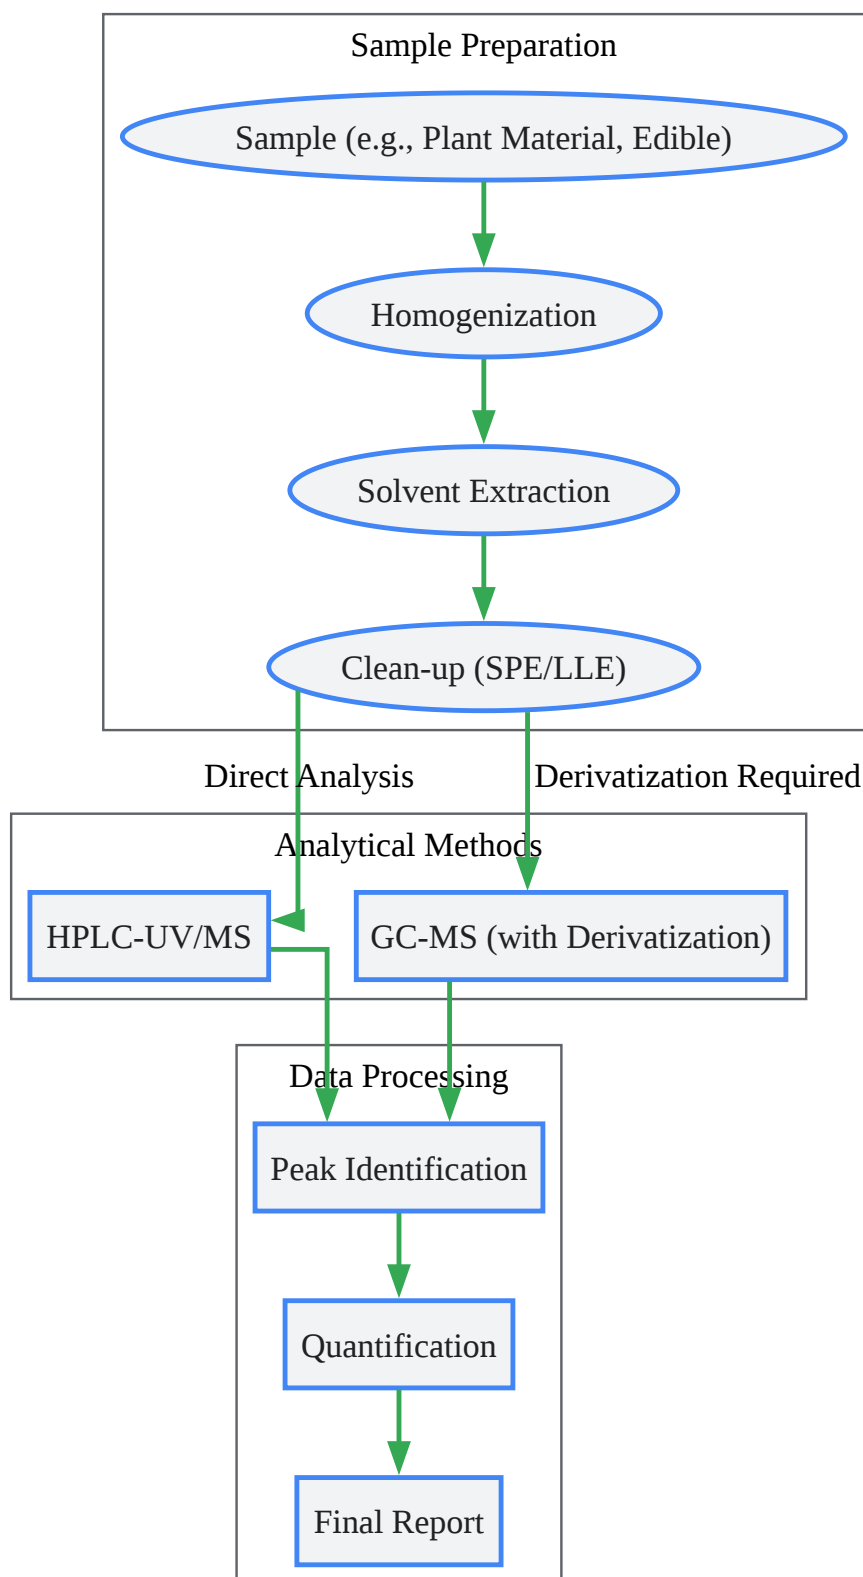 Sample Preparation
Sample (e.g., Plant Material, Edible)
Homogenization
Solvent Extraction
Clean-up (SPE/LLE)
Direct Analysis
Derivatization Required
Analytical Methods
HPLC-UV/MS
GC-MS (with Derivatization)
Data Processing
Peak Identification
Quantification
Final Report